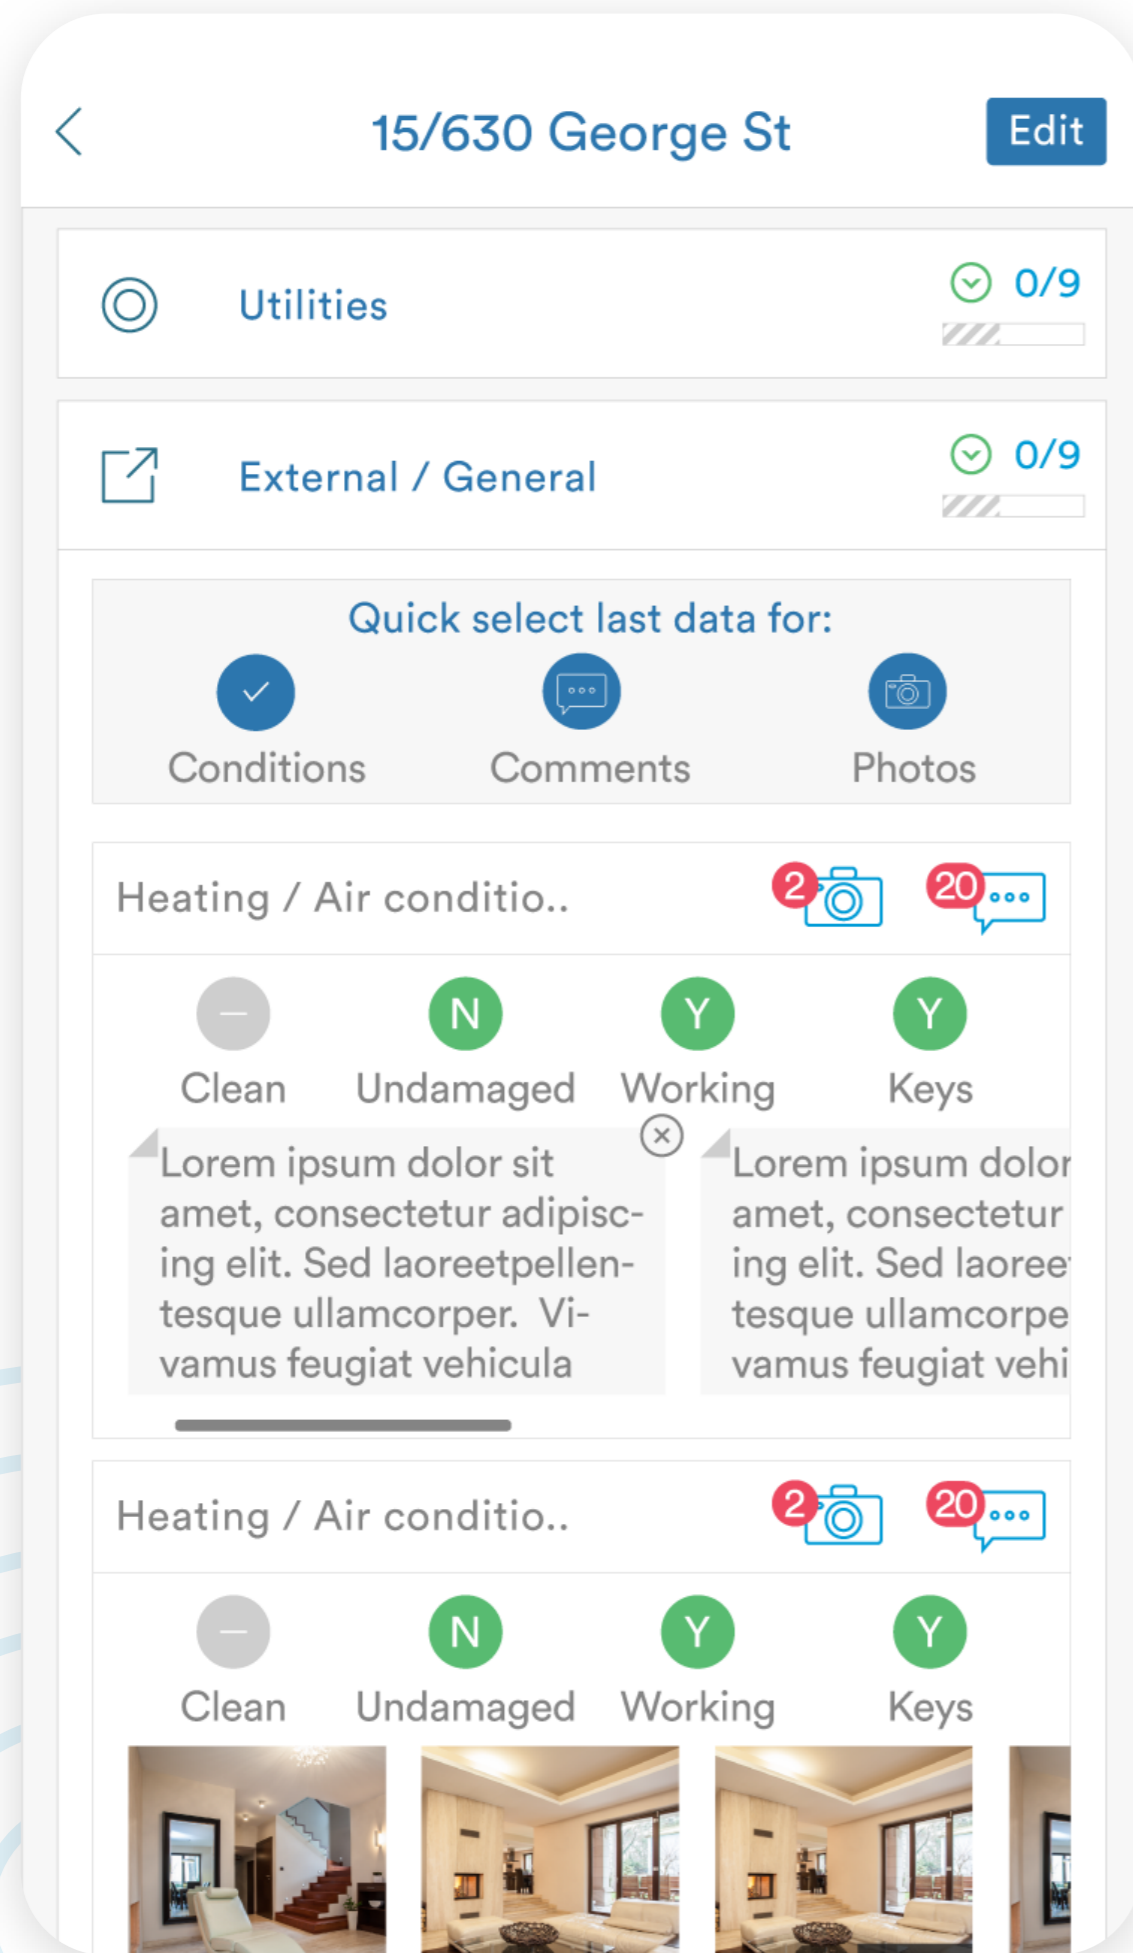 15/630 George St
Edit
Utilities
0/9
External / General
0/9
Quick select last data for:
Conditions
Comments
Photos
Heating / Air conditio..
2
20
N
Y
Y
Clean
Undamaged
Working
Keys
Lorem ipsum dolor sit
amet, consectetur adipisc-
ing elit. Sed laoreetpellen-
tesque ullamcorper.  Vi-
vamus feugiat vehicula
Lorem ipsum dolor
amet, consectetur
ing elit. Sed laoree
tesque ullamcorpe
vamus feugiat vehi
Heating / Air conditio..
2
20
N
Y
Y
Clean
Undamaged
Working
Keys